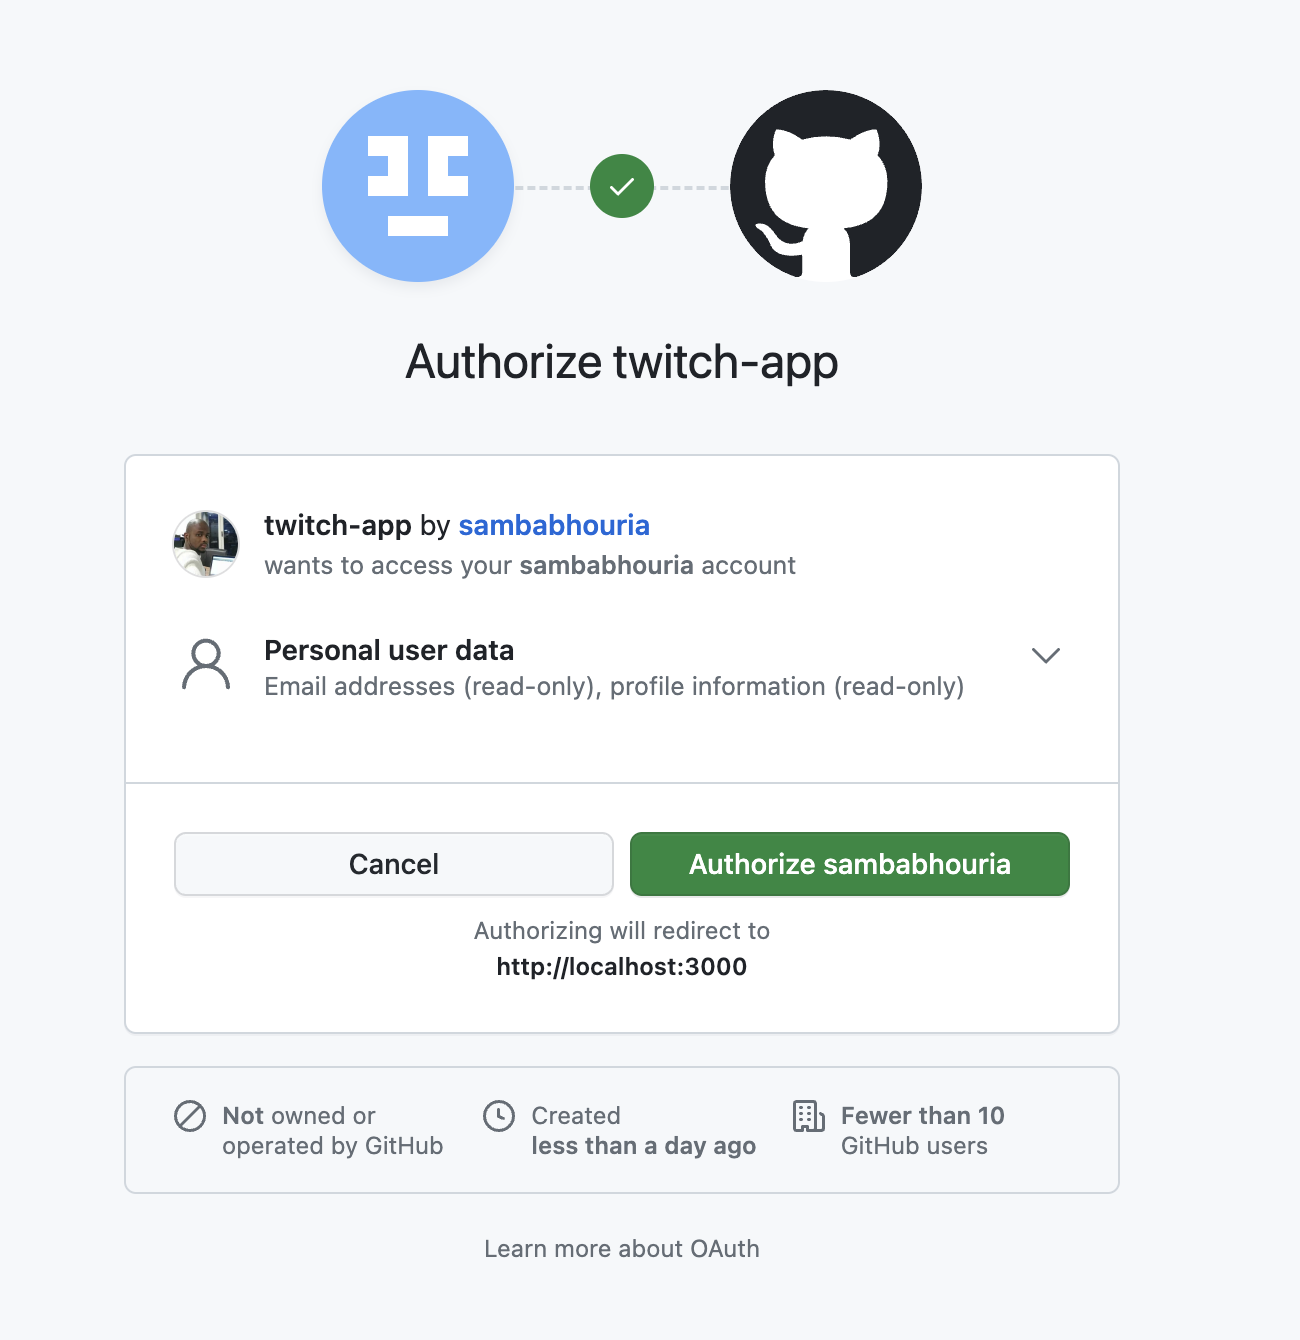 Authorize twitch-app
twitch-app by sambabhouria
wants to access your sambabhouria account
Personal user data
Email addresses (read-only), profile information (read-only)
Cancel
Authorize sambabhouria
Authorizing will redirect to
http://localhost:3000
Not owned or
operated by GitHub
Created
less than a day ago
Fewer than 10
GitHub users
Learn more about OAuth